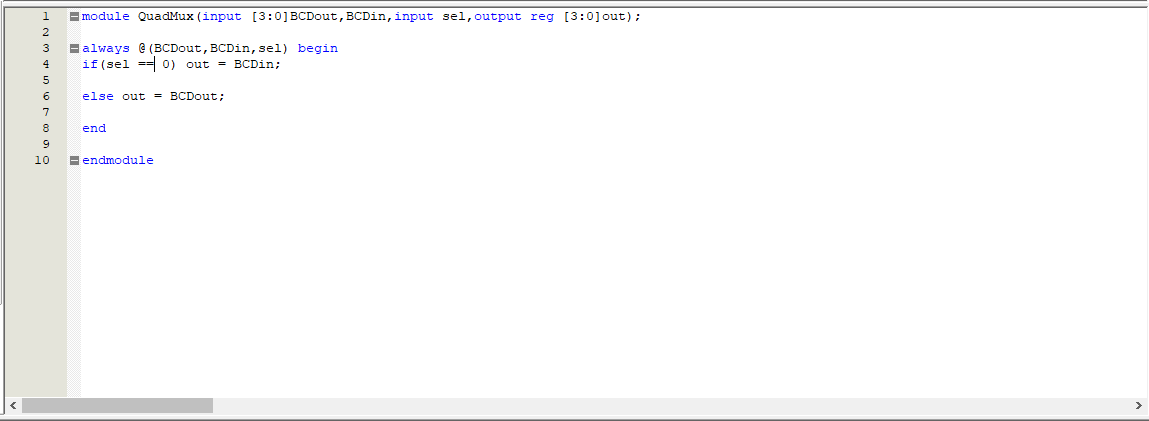 1 module QuadMux(input [3:0]BCDout,BCDin,input sel,output reg [3:0]out);
2
3 always @(BCDout,BCDin,sel) begin
4 if(sel == 0) out = BCDin;
5
6 else out = BCDout;
7
8 end
9
10 endmodule